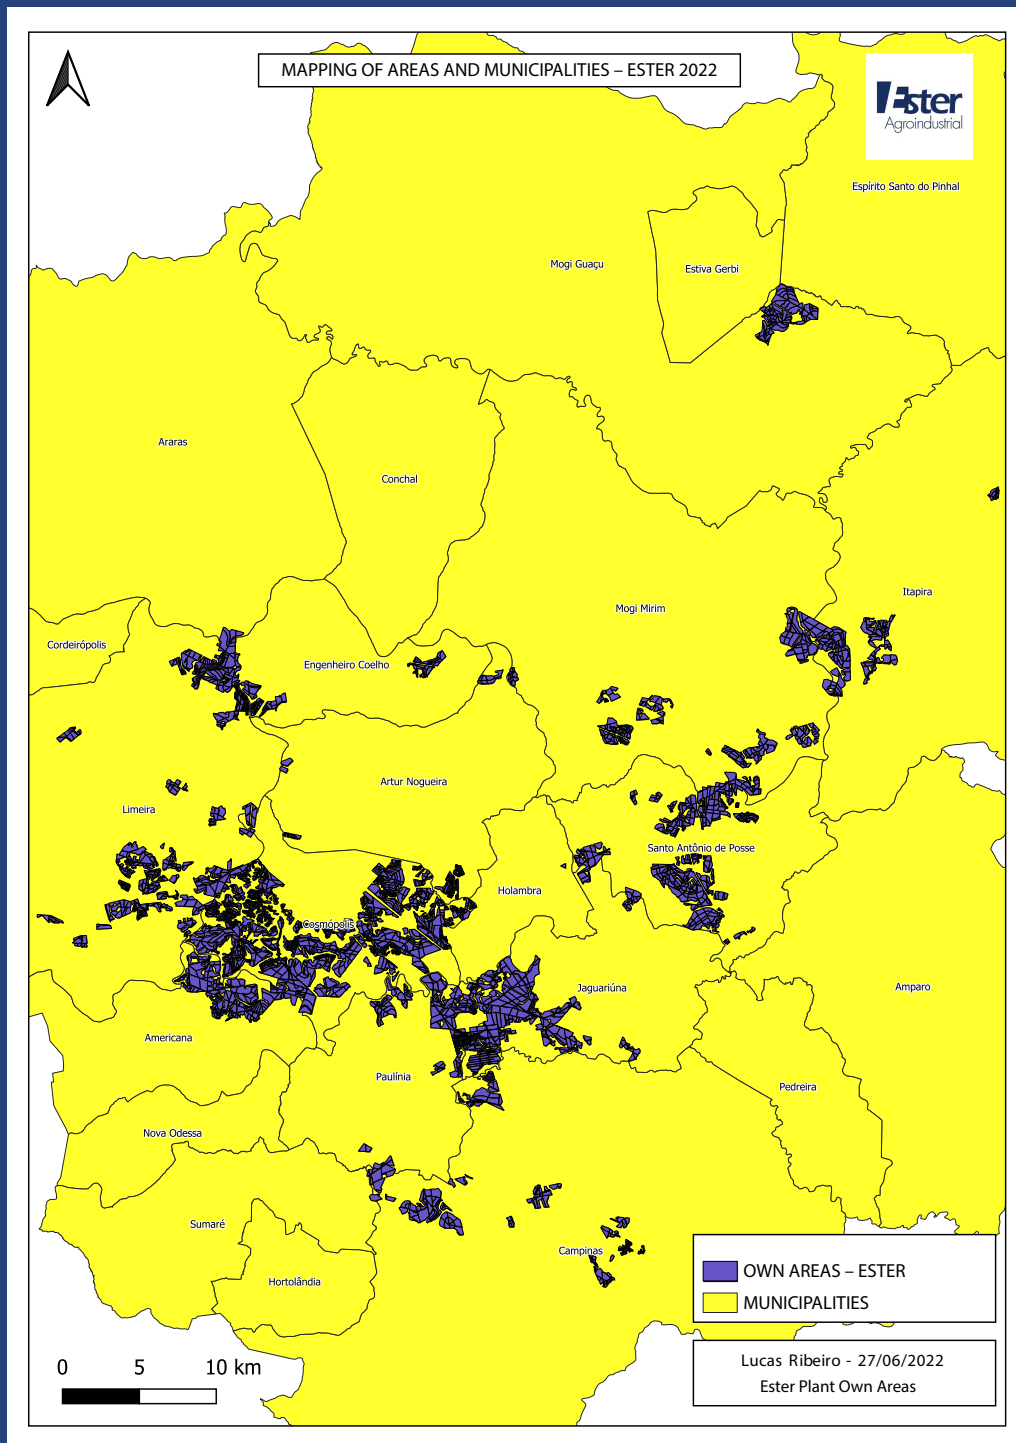 MAPPING OF AREAS AND MUNICIPALITIES – ESTER 2022
Ester
Agroindustrial
Espírito Santo do Pinhal
Mogi Guaçu
Estiva Gerbi
Araras
Conchal
Itapira
Mogi Mirim
Cordeirópolis
Engenheiro Coelho
Artur Nogueira
Limeira
Santo Antônio de Posse
Holambra
Cosmópolis
Jaguariúna
Amparo
Americana
Paulínia
Pedreira
Nova Odessa
Sumaré
Campinas
Hortolândia
OWN AREAS – ESTER
MUNICIPALITIES
0 5 10 km
Lucas Ribeiro - 27/06/2022
Ester Plant Own Areas